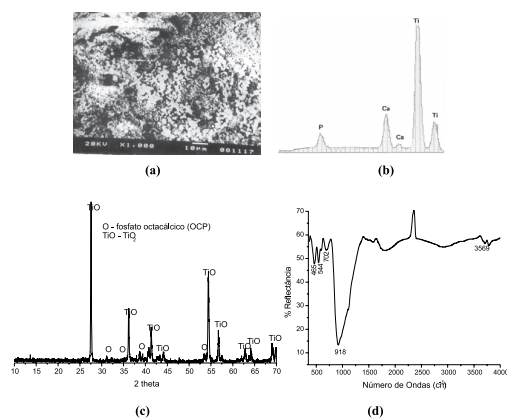 20KV X1,000 10µm 001117
(a)
Ti
Ca
P
Ca
Ti
(b)
TiO
O - fosfato octacálcico (OCP)
TiO - TiO2
TiO
TiO
TiO
TiO
TiO
TiO
TiO
TiO
O
O
O
O
10 15 20 25 30 35 40 45 50 55 60 65 70
2 theta
(c)
70
60
50
40
30
20
10
% Reflectância
465
544
702
918
3569
500 1000 1500 2000 2500 3000 3500 4000
Número de Ondas (cm-1)
(d)